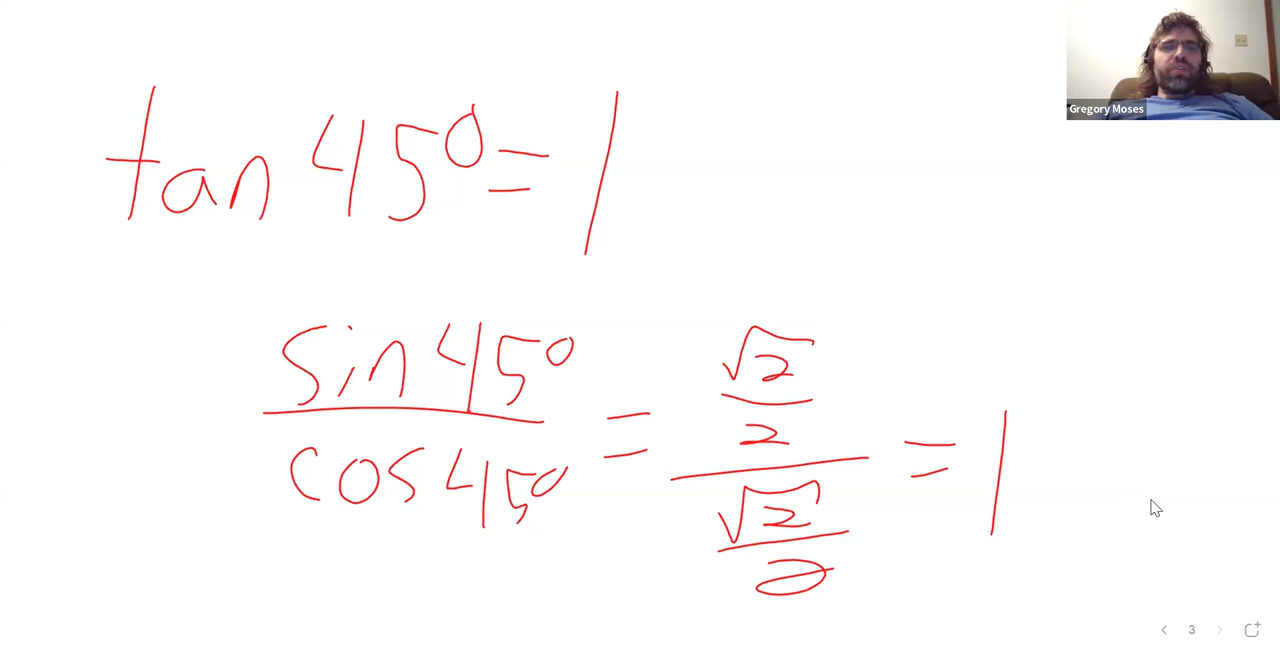 Gregory Moses
tan 45° = 1
sin 45° / cos 45° = (√2 / 2) / (√2 / 2) = 1
3